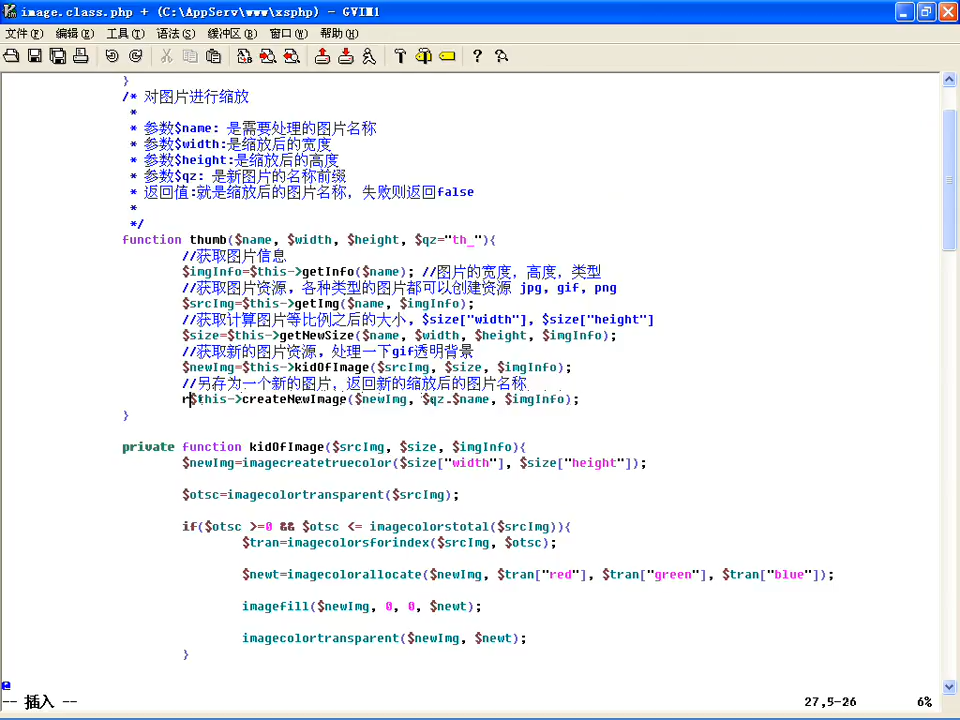 image.class.php + (C:\AppServ\www\xsphp) - GVIM1
文件(F) 编辑(E) 工具(T) 语法(S) 缓冲区(B) 窗口(W) 帮助(H)
}
/* 对图片进行缩放
*
* 参数$name: 是需要处理的图片名称
* 参数$width:是缩放后的宽度
* 参数$height:是缩放后的高度
* 参数$qz: 是新图片的名称前缀
* 返回值:就是缩放后的图片名称, 失败则返回false
*
*/
function thumb($name, $width, $height, $qz="th_"){
//获取图片信息
$imgInfo=$this->getInfo($name); //图片的宽度, 高度, 类型
//获取图片资源, 各种类型的图片都可以创建资源 jpg, gif, png
$srcImg=$this->getImg($name, $imgInfo);
//获取计算图片等比例之后的大小, $size["width"], $size["height"]
$size=$this->getNewSize($name, $width, $height, $imgInfo);
//获取新的图片资源, 处理一下gif透明背景
$newImg=$this->kidOfImage($srcImg, $size, $imgInfo);
//另存为一个新的图片, 返回新的缩放后的图片名称
r$this->createNewImage($newImg, $qz.$name, $imgInfo);
}
private function kidOfImage($srcImg, $size, $imgInfo){
$newImg=imagecreatetruecolor($size["width"], $size["height"]);
$otsc=imagecolortransparent($srcImg);
if($otsc >=0 && $otsc <= imagecolorstotal($srcImg)){
$tran=imagecolorsforindex($srcImg, $otsc);
$newt=imagecolorallocate($newImg, $tran["red"], $tran["green"], $tran["blue"]);
imagefill($newImg, 0, 0, $newt);
imagecolortransparent($newImg, $newt);
}
-- 插入 -- 27,5-26 6%